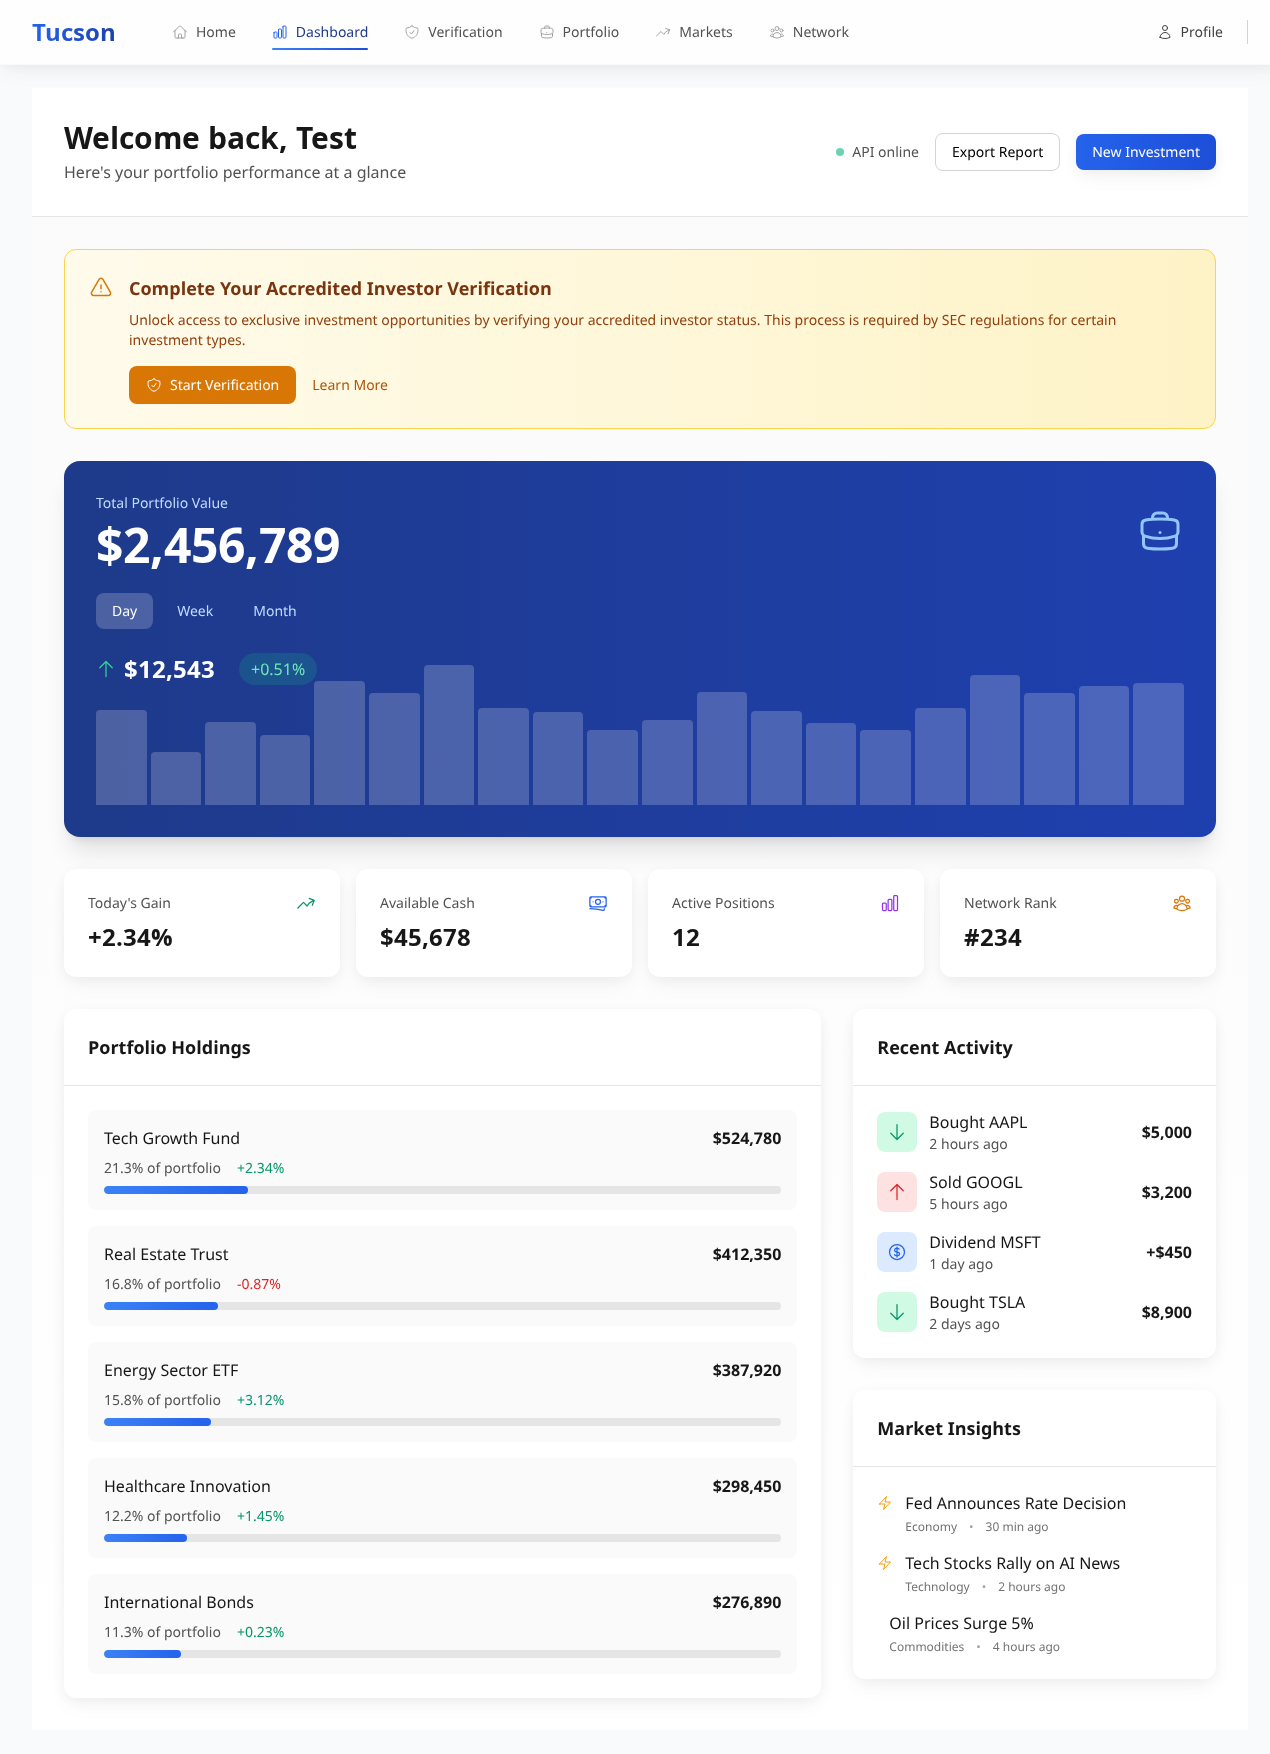 Tucson
Home
Dashboard
Verification
Portfolio
Markets
Network
Profile
Welcome back, Test
Here's your portfolio performance at a glance
API online
Export Report
New Investment
Complete Your Accredited Investor Verification
Unlock access to exclusive investment opportunities by verifying your accredited investor status. This process is required by SEC regulations for certain
investment types.
Start Verification
Learn More
Total Portfolio Value
$2,456,789
Day
Week
Month
$12,543
+0.51%
Today's Gain
+2.34%
Available Cash
$45,678
Active Positions
12
Network Rank
#234
Portfolio Holdings
Tech Growth Fund
$524,780
21.3% of portfolio +2.34%
Real Estate Trust
$412,350
16.8% of portfolio -0.87%
Energy Sector ETF
$387,920
15.8% of portfolio +3.12%
Healthcare Innovation
$298,450
12.2% of portfolio +1.45%
International Bonds
$276,890
11.3% of portfolio +0.23%
Recent Activity
Bought AAPL
2 hours ago
$5,000
Sold GOOGL
5 hours ago
$3,200
Dividend MSFT
1 day ago
+$450
Bought TSLA
2 days ago
$8,900
Market Insights
Fed Announces Rate Decision
Economy • 30 min ago
Tech Stocks Rally on AI News
Technology • 2 hours ago
Oil Prices Surge 5%
Commodities • 4 hours ago